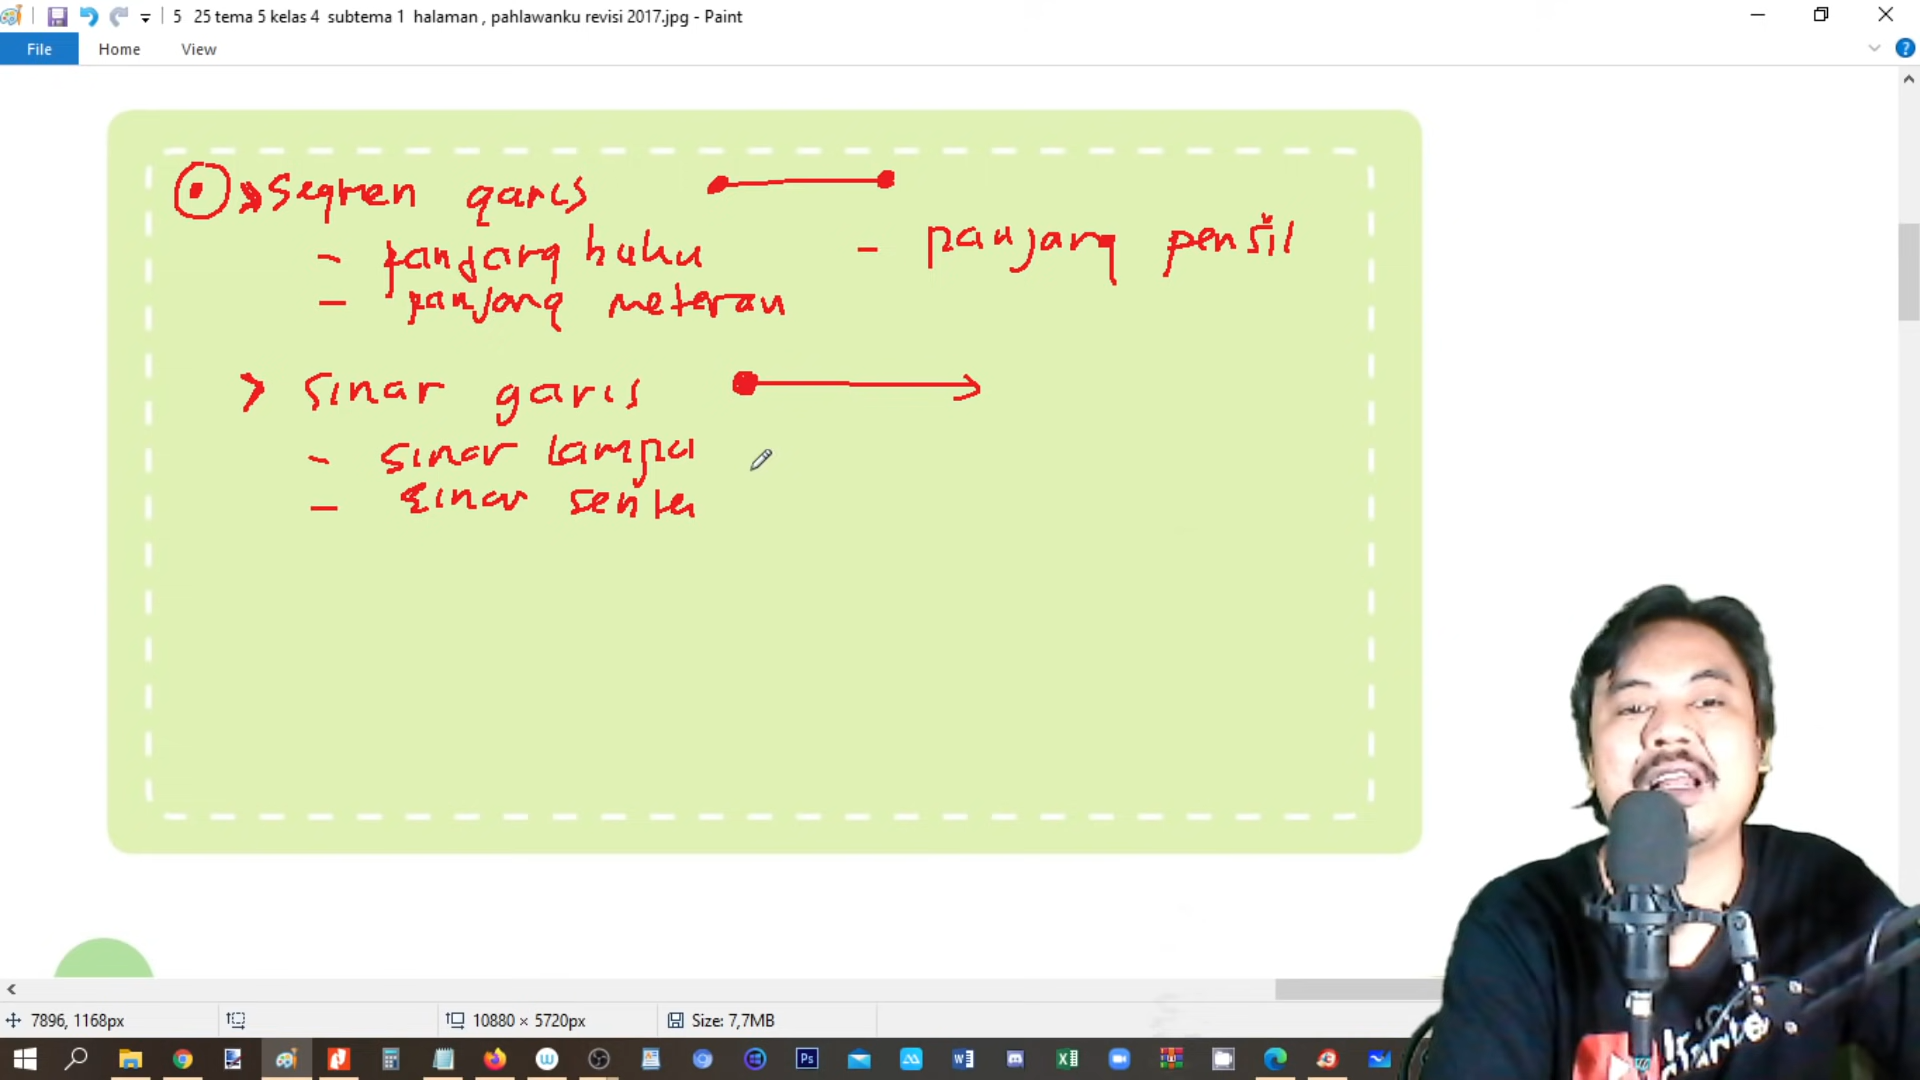 5 25 tema 5 kelas 4 subtema 1 halaman , pahlawanku revisi 2017.jpg - Paint
File Home View
Segmen garis
- panjang buku - panjang pensil
- panjang meteran
> Sinar garis
- sinar lampu
- sinar senter
7896, 1168px 10880 × 5720px Size: 7,7MB